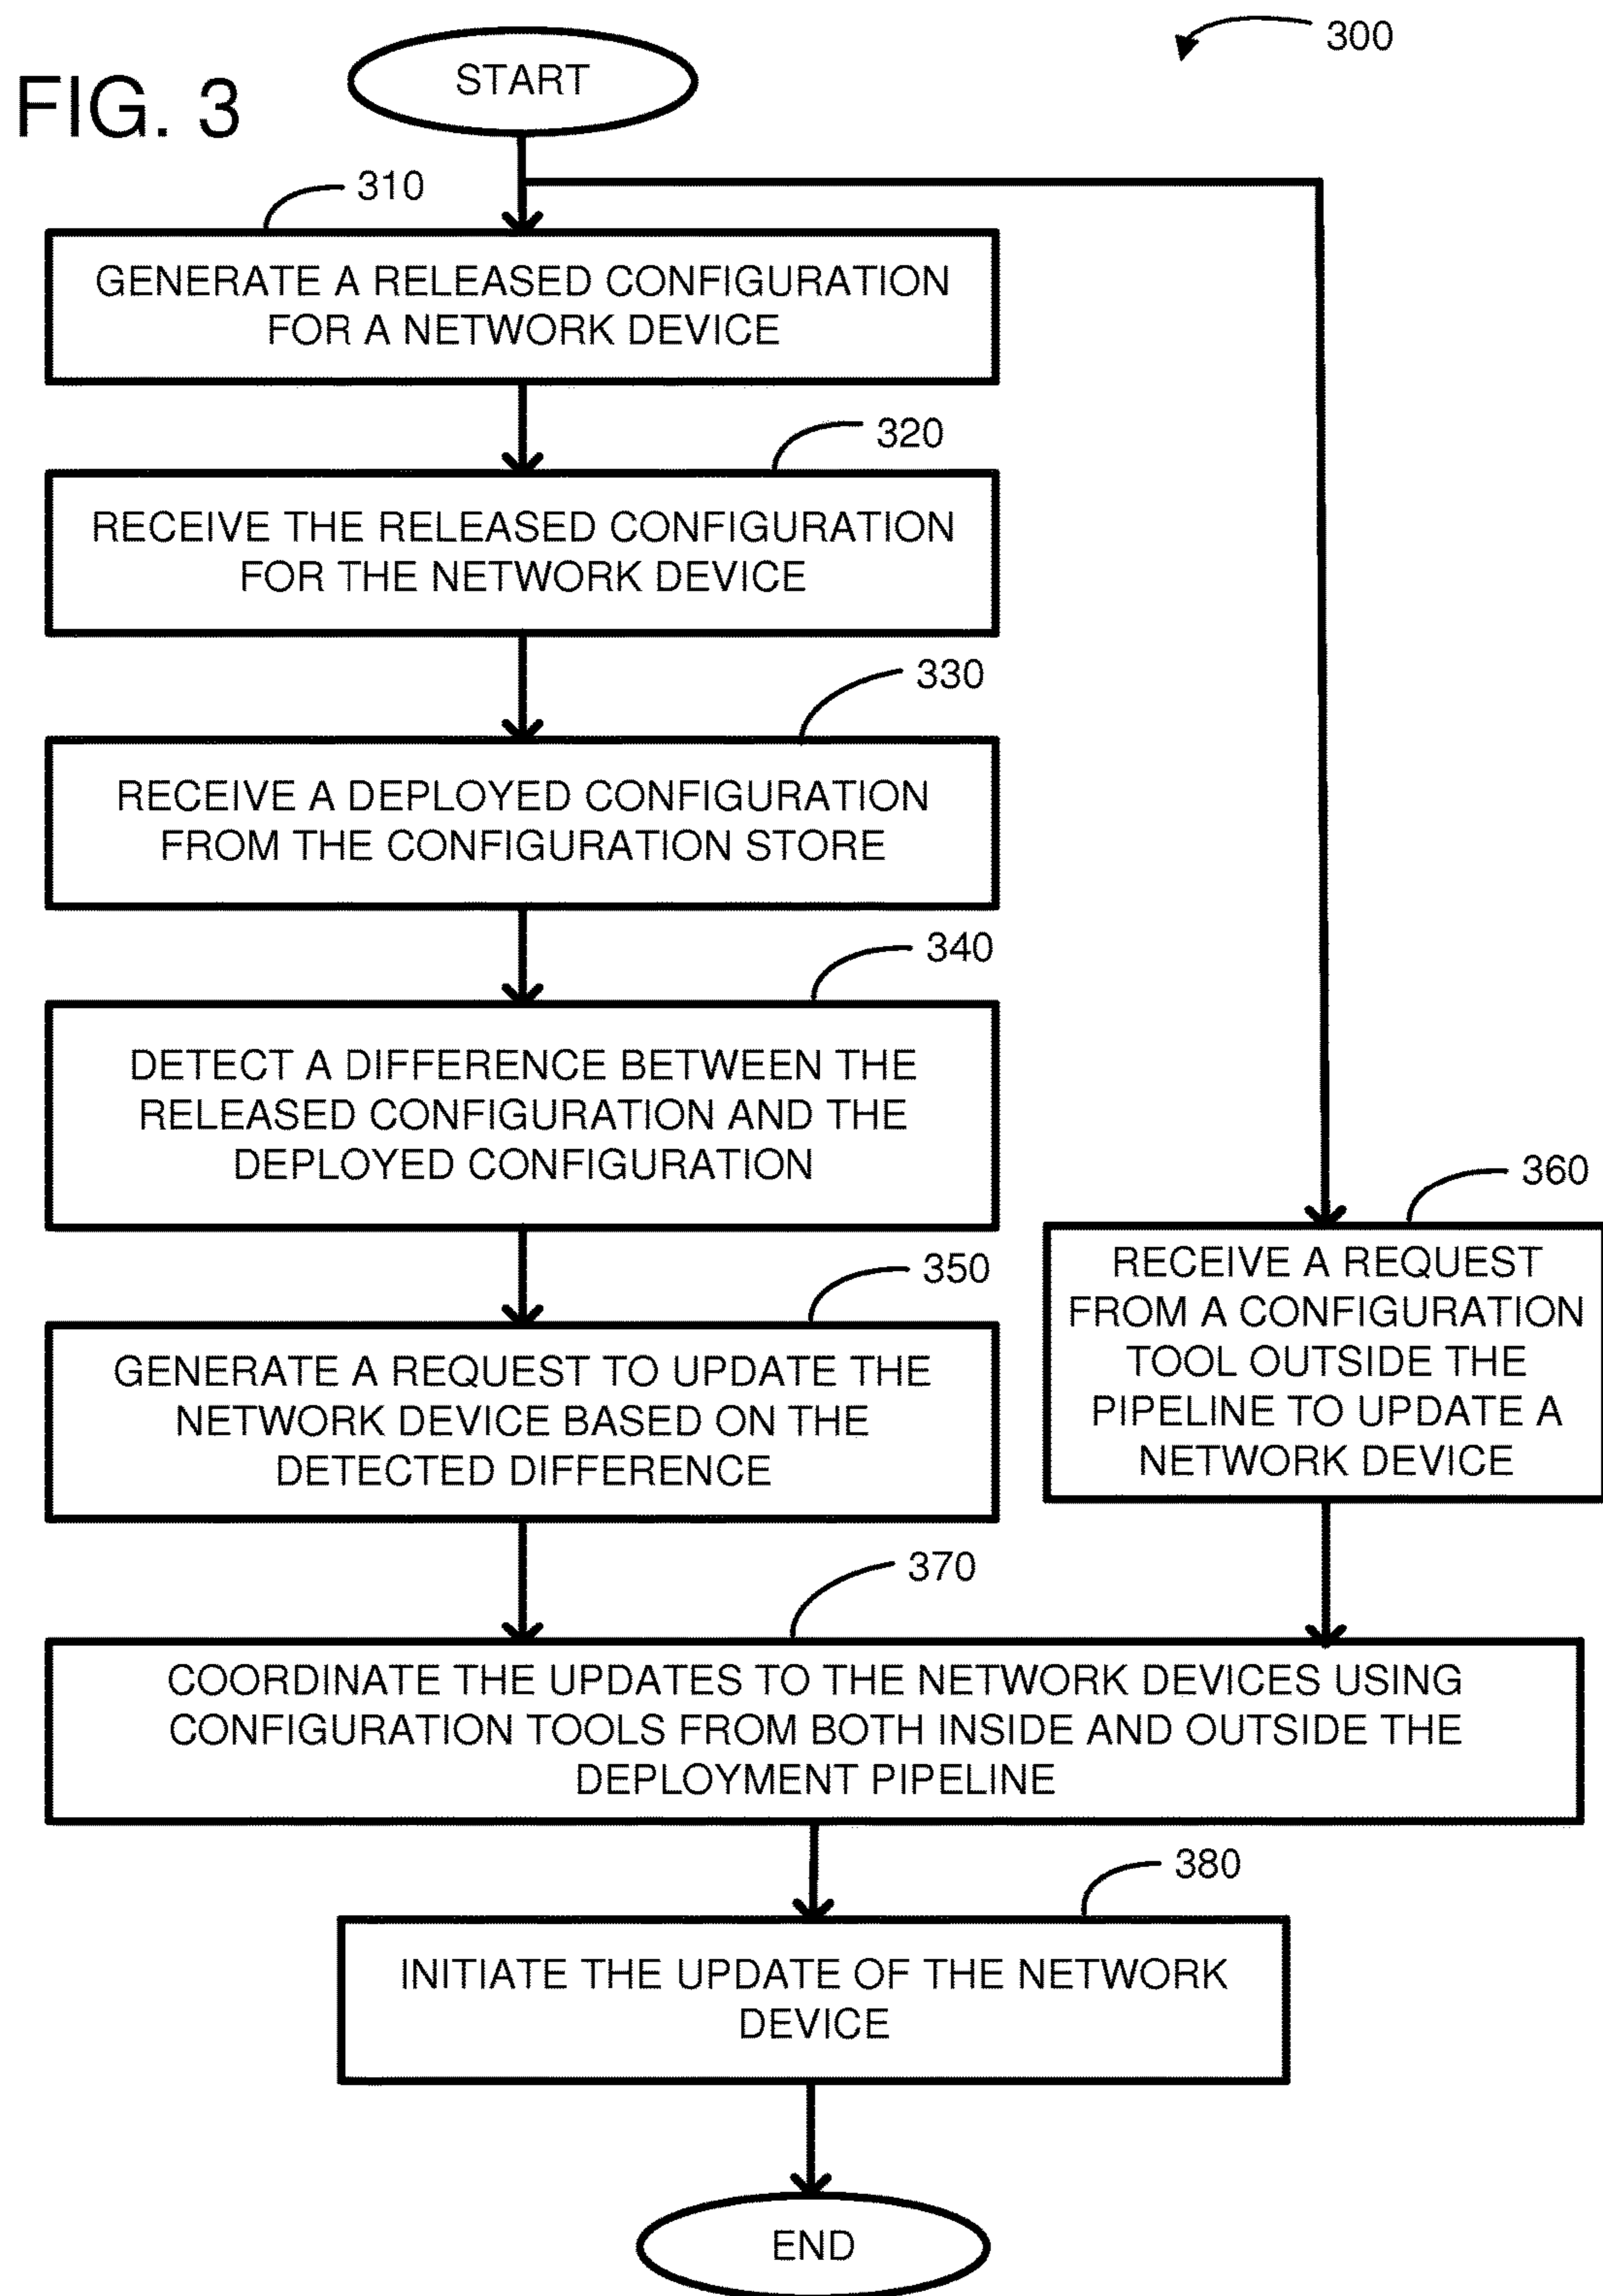 300
START
FIG. 3
310
GENERATE A RELEASED CONFIGURATION
FOR A NETWORK DEVICE
320
RECEIVE THE RELEASED CONFIGURATION
FOR THE NETWORK DEVICE
330
RECEIVE A DEPLOYED CONFIGURATION
FROM THE CONFIGURATION STORE
340
DETECT A DIFFERENCE BETWEEN THE
RELEASED CONFIGURATION AND THE
DEPLOYED CONFIGURATION
350
GENERATE A REQUEST TO UPDATE THE
NETWORK DEVICE BASED ON THE
DETECTED DIFFERENCE
360
RECEIVE A REQUEST
FROM A CONFIGURATION
TOOL OUTSIDE THE
PIPELINE TO UPDATE A
NETWORK DEVICE
370
COORDINATE THE UPDATES TO THE NETWORK DEVICES USING
CONFIGURATION TOOLS FROM BOTH INSIDE AND OUTSIDE THE
DEPLOYMENT PIPELINE
380
INITIATE THE UPDATE OF THE NETWORK
DEVICE
END